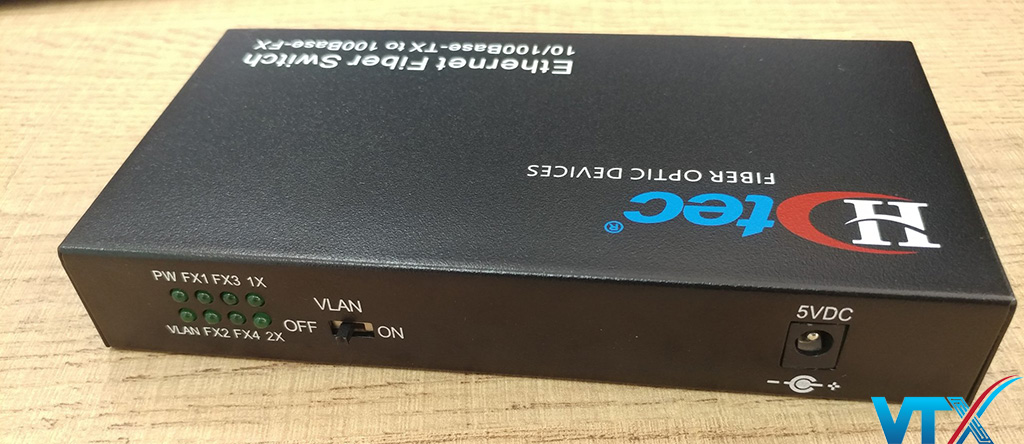 Ethernet Fiber Switch
10/100Base-TX to 100Base-FX
HDtec®
FIBER OPTIC DEVICES
PW FX1 FX3 1X
VLAN FX2 FX4 2X
VLAN
OFF ON
5VDC
VTX